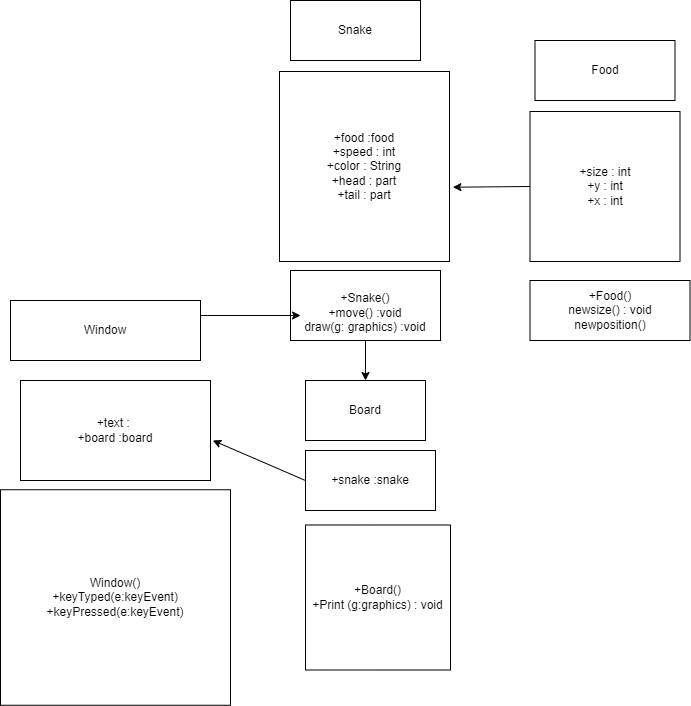 Snake
+food :food
+speed : int
+color : String
+head : part
+tail : part
+Snake()
+move() :void
draw(g: graphics) :void
Food
+size : int
+y : int
+x : int
+Food()
newsize() : void
newposition()
Window
+text :
+board :board
Window()
+keyTyped(e:keyEvent)
+keyPressed(e:keyEvent)
Board
+snake :snake
+Board()
+Print (g:graphics) : void